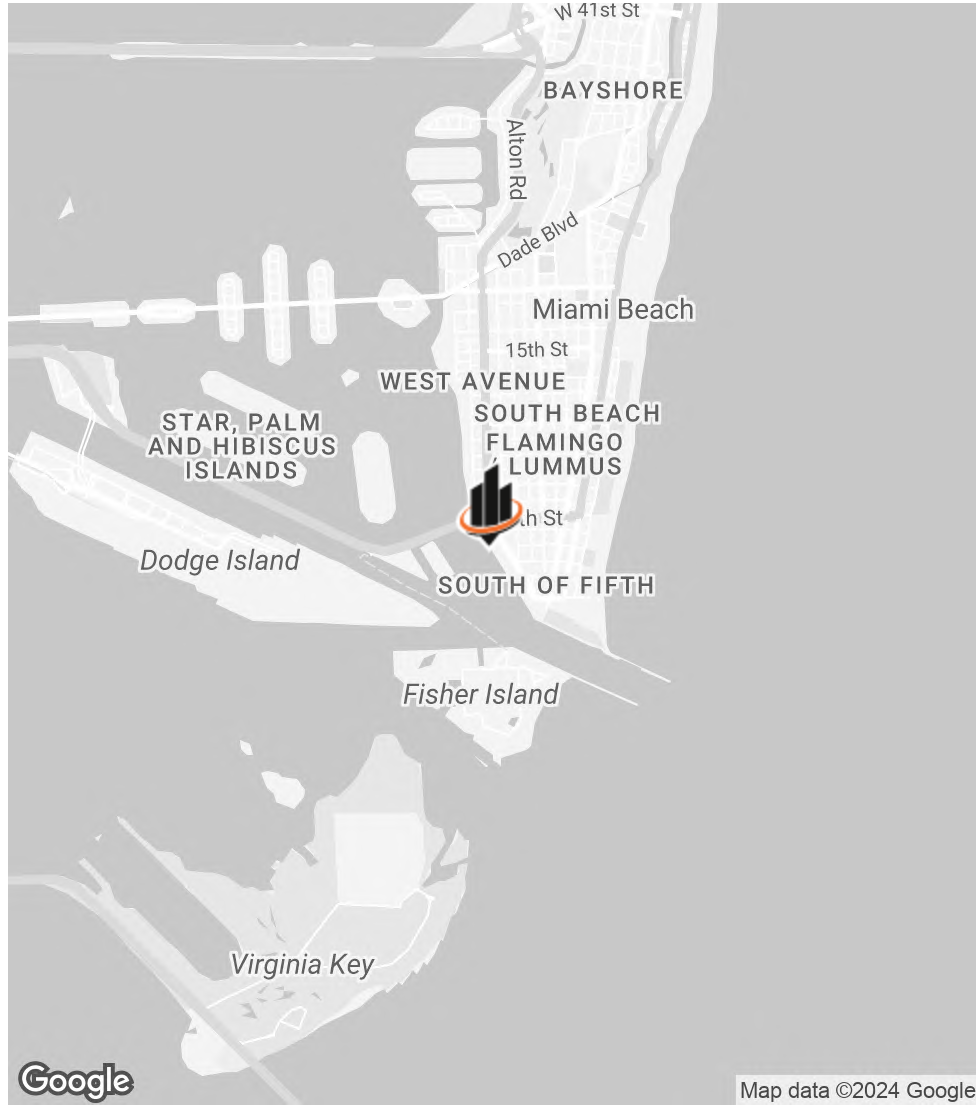 W 41st St
BAYSHORE
Alton Rd
Dade Blvd
Miami Beach
15th St
WEST AVENUE
SOUTH BEACH
STAR, PALM
AND HIBISCUS
ISLANDS
FLAMINGO
LUMMUS
th St
Dodge Island
SOUTH OF FIFTH
Fisher Island
Virginia Key
Google
Map data ©2024 Google